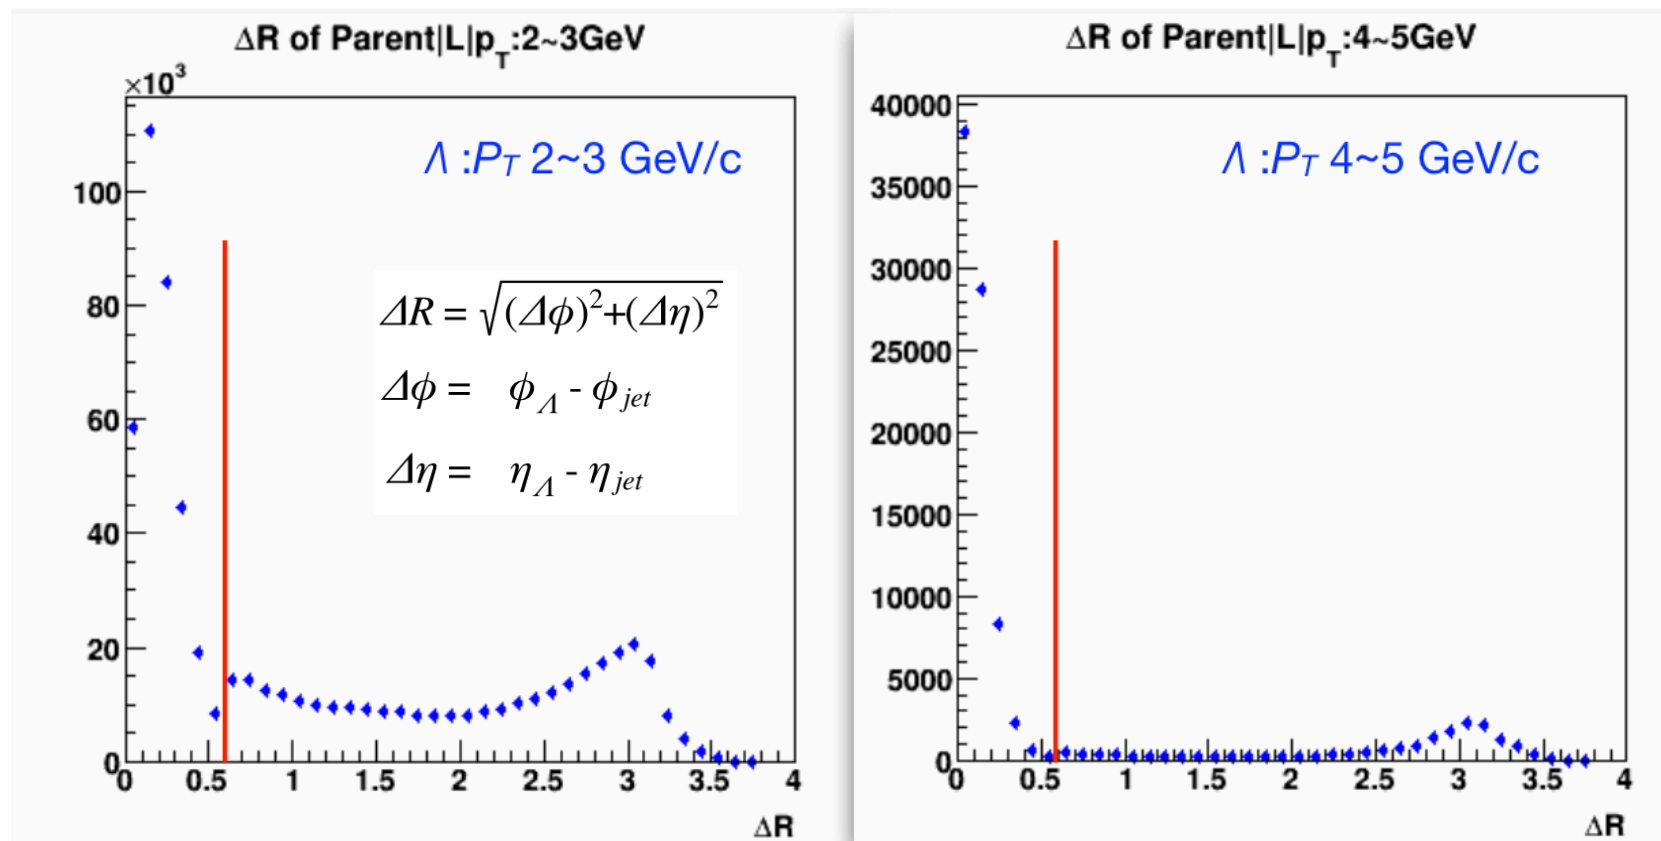 ΔR of Parent|L|p_T:2~3GeV
×10³
100
80
60
40
20
0
0 0.5 1 1.5 2 2.5 3 3.5 4
ΔR
Λ :P_T 2~3 GeV/c
ΔR = √(Δϕ)²+(Δη)²
Δϕ = ϕ_Λ - ϕ_jet
Δη = η_Λ - η_jet
ΔR of Parent|L|p_T:4~5GeV
40000
35000
30000
25000
20000
15000
10000
5000
0
0 0.5 1 1.5 2 2.5 3 3.5 4
ΔR
Λ :P_T 4~5 GeV/c